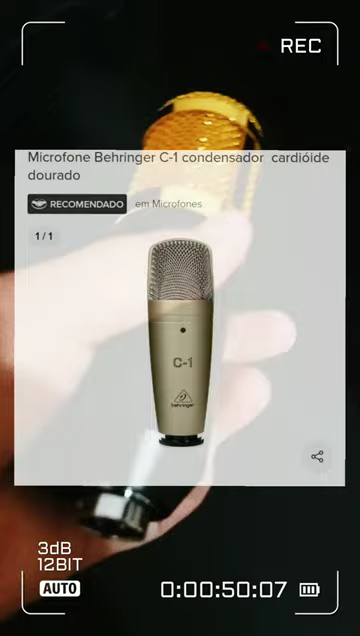 REC
Microfone Behringer C-1 condensador cardióide
dourado
RECOMENDADO em Microfones
1 / 1
C-1
behringer
3dB
12BIT
AUTO
0:00:50:07